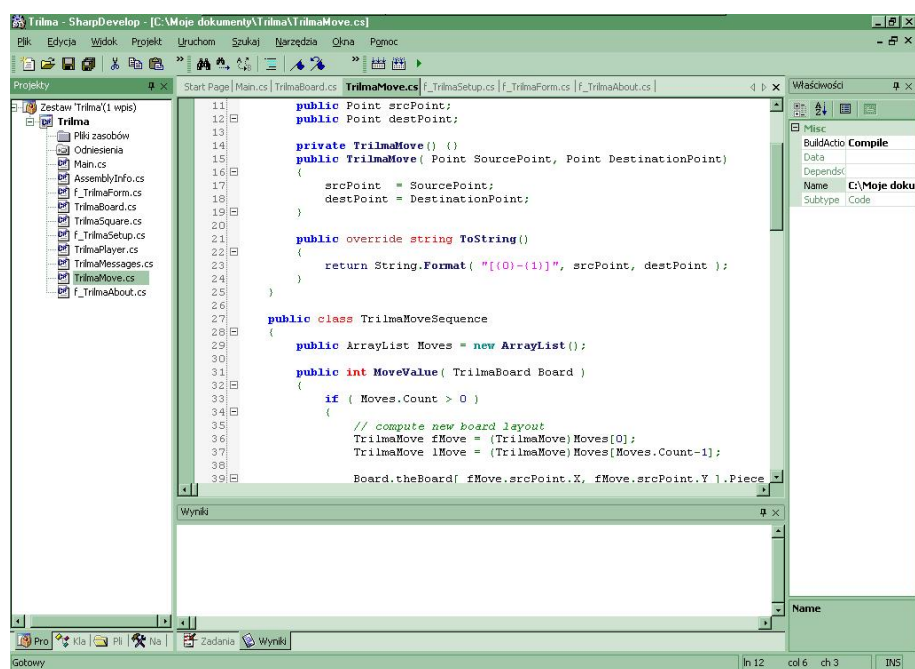 Trilma - SharpDevelop - [C:\Moje dokumenty\Trilma\TrilmaMove.cs]
Plik Edycja Widok Projekt Uruchom Szukaj Narzędzia Okna Pomoc
Projekty
Start Page Main.cs TrilmaBoard.cs TrilmaMove.cs f_TrilmaSetup.cs f_TrilmaForm.cs f_TrilmaAbout.cs
Właściwości
Zestaw 'Trilma'(1 wpis)
Trilma
Pliki zasobów
Odniesienia
Main.cs
AssemblyInfo.cs
f_TrilmaForm.cs
TrilmaBoard.cs
TrilmaSquare.cs
f_TrilmaSetup.cs
TrilmaPlayer.cs
TrilmaMessages.cs
TrilmaMove.cs
f_TrilmaAbout.cs
11 public Point srcPoint;
12 public Point destPoint;
13
14 private TrilmaMove() {}
15 public TrilmaMove( Point SourcePoint, Point DestinationPoint)
16 {
17 srcPoint = SourcePoint;
18 destPoint = DestinationPoint;
19 }
20
21 public override string ToString()
22 {
23 return String.Format( "[{0}-{1}]", srcPoint, destPoint );
24 }
25 }
26
27 public class TrilmaMoveSequence
28 {
29 public ArrayList Moves = new ArrayList();
30
31 public int MoveValue( TrilmaBoard Board )
32 {
33 if ( Moves.Count > 0 )
34 {
35 // compute new board layout
36 TrilmaMove fMove = (TrilmaMove)Moves[0];
37 TrilmaMove lMove = (TrilmaMove)Moves[Moves.Count-1];
38
39 Board.theBoard[ fMove.srcPoint.X, fMove.srcPoint.Y ].Piece
Misc
BuildActio Compile
Data
Depends(
Name C:\Moje doku
Subtype Code
Wyniki
Name
Pro Kla Pli Na
Zadania Wyniki
Gotowy
ln 12 col 6 ch 3 INS